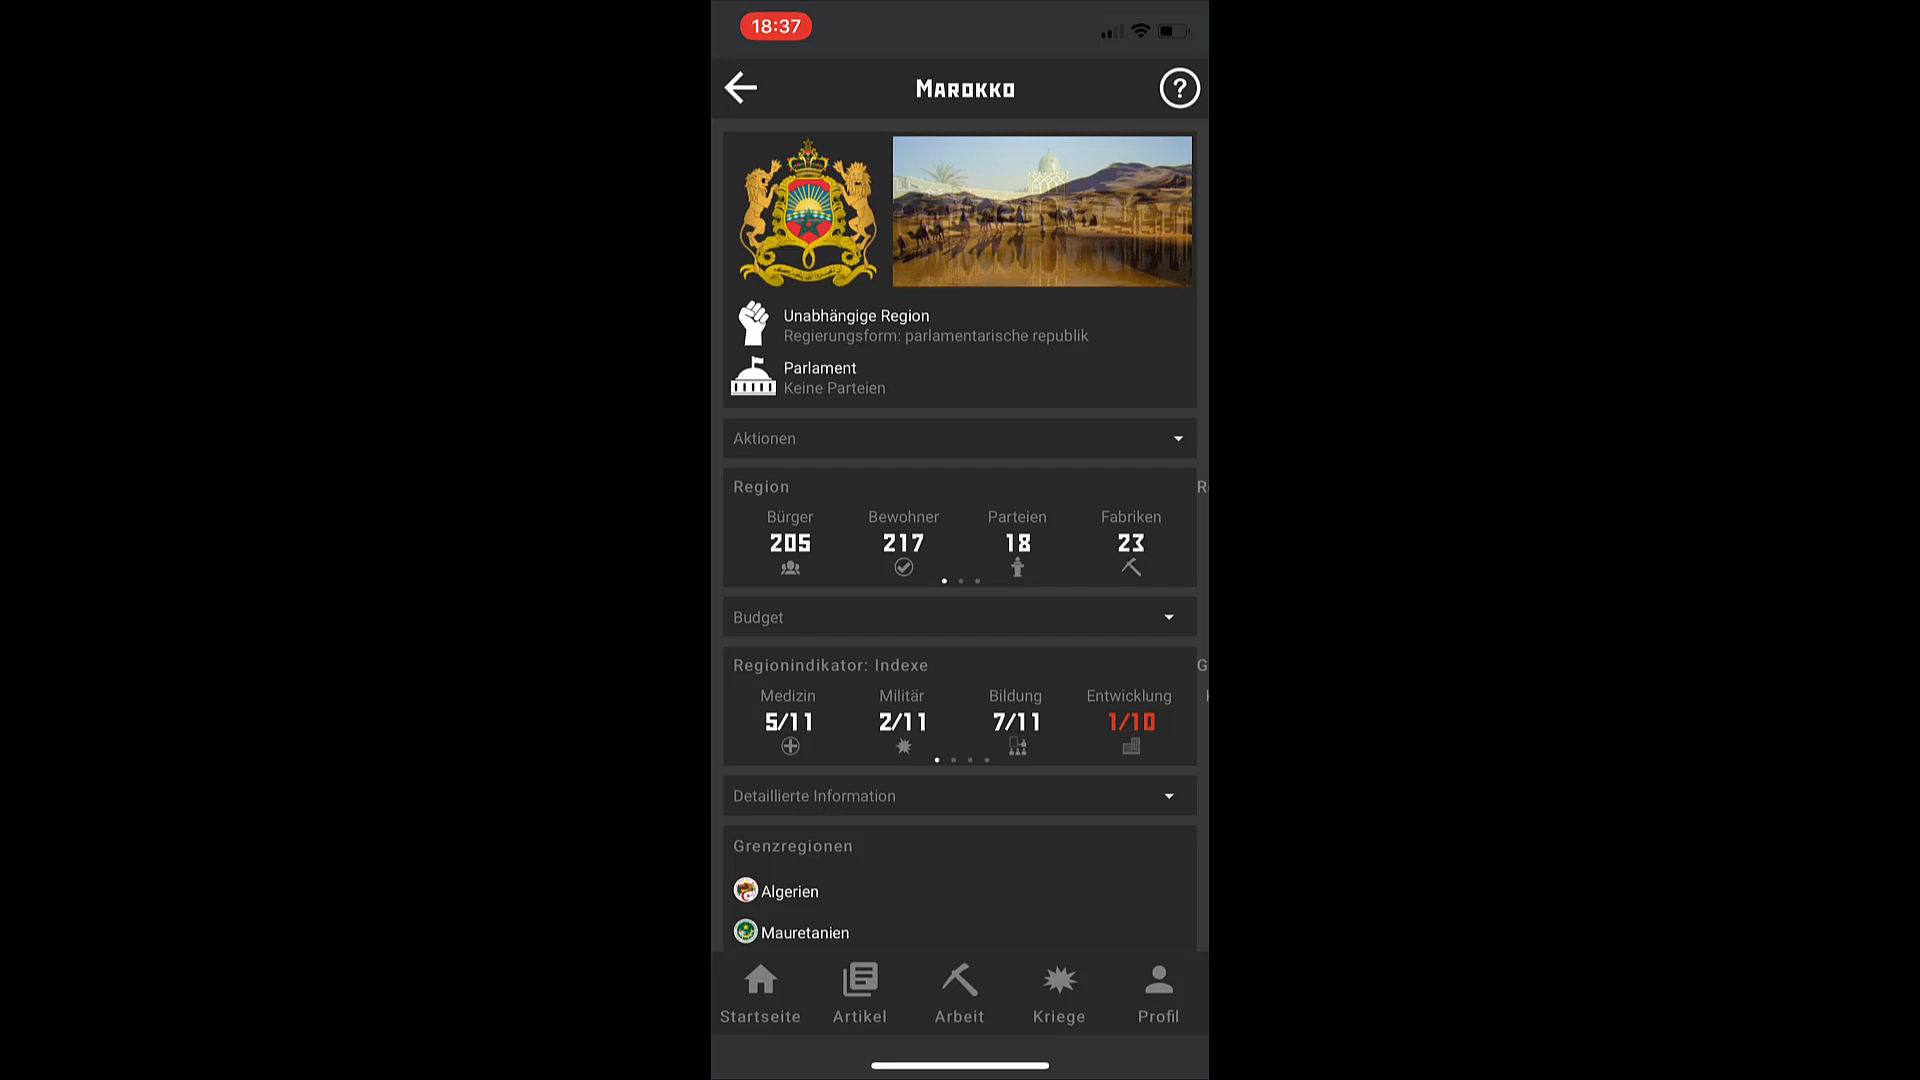 18:37
Marokko
?
Unabhängige Region
Regierungsform: parlamentarische republik
Parlament
Keine Parteien
Aktionen
Region
R
Bürger Bewohner Parteien Fabriken
205 217 18 23
Budget
Regionindikator: Indexe
G
Medizin Militär Bildung Entwicklung
5/11 2/11 7/11 1/10
Detaillierte Information
Grenzregionen
Algerien
Mauretanien
Startseite Artikel Arbeit Kriege Profil